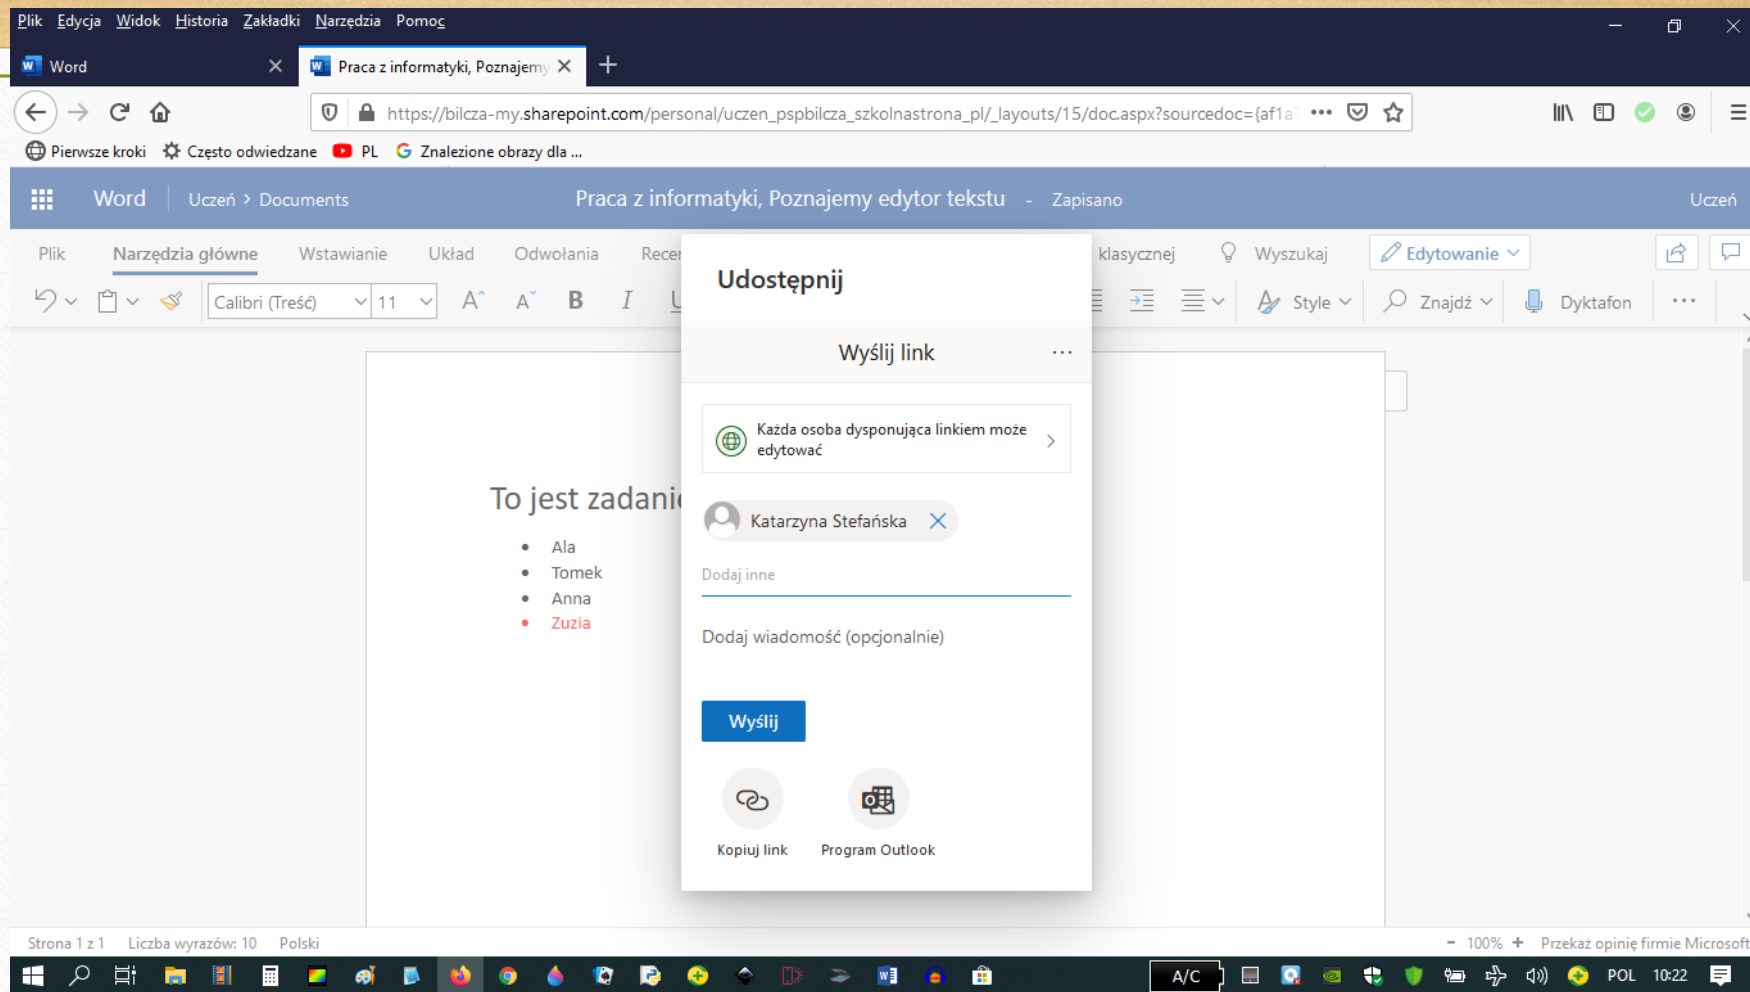 Plik Edycja Widok Historia Zakładki Narzędzia Pomoc
Word
Praca z informatyki, Poznajemy
https://bilcza-my.sharepoint.com/personal/uczen_pspbilcza_szkolnastrona_pl/_layouts/15/doc.aspx?sourcedoc={af1a
Pierwsze kroki Często odwiedzane PL Znalezione obrazy dla ...
Word Uczeń > Documents Praca z informatyki, Poznajemy edytor tekstu - Zapisano Uczeń
Plik Narzędzia główne Wstawianie Układ Odwołania Recen klasycznej Wyszukaj Edytowanie
Calibri (Treść) 11 A A B I U Style Znajdź Dyktafon ...
Udostępnij
Wyślij link ...
Każda osoba dysponująca linkiem może
edytować
Katarzyna Stefańska
Dodaj inne
Dodaj wiadomość (opcjonalnie)
Wyślij
Kopiuj link Program Outlook
To jest zadanie
• Ala
• Tomek
• Anna
• Zuzia
Strona 1 z 1 Liczba wyrazów: 10 Polski - 100% + Przekaż opinię firmie Microsoft
A/C POL 10:22